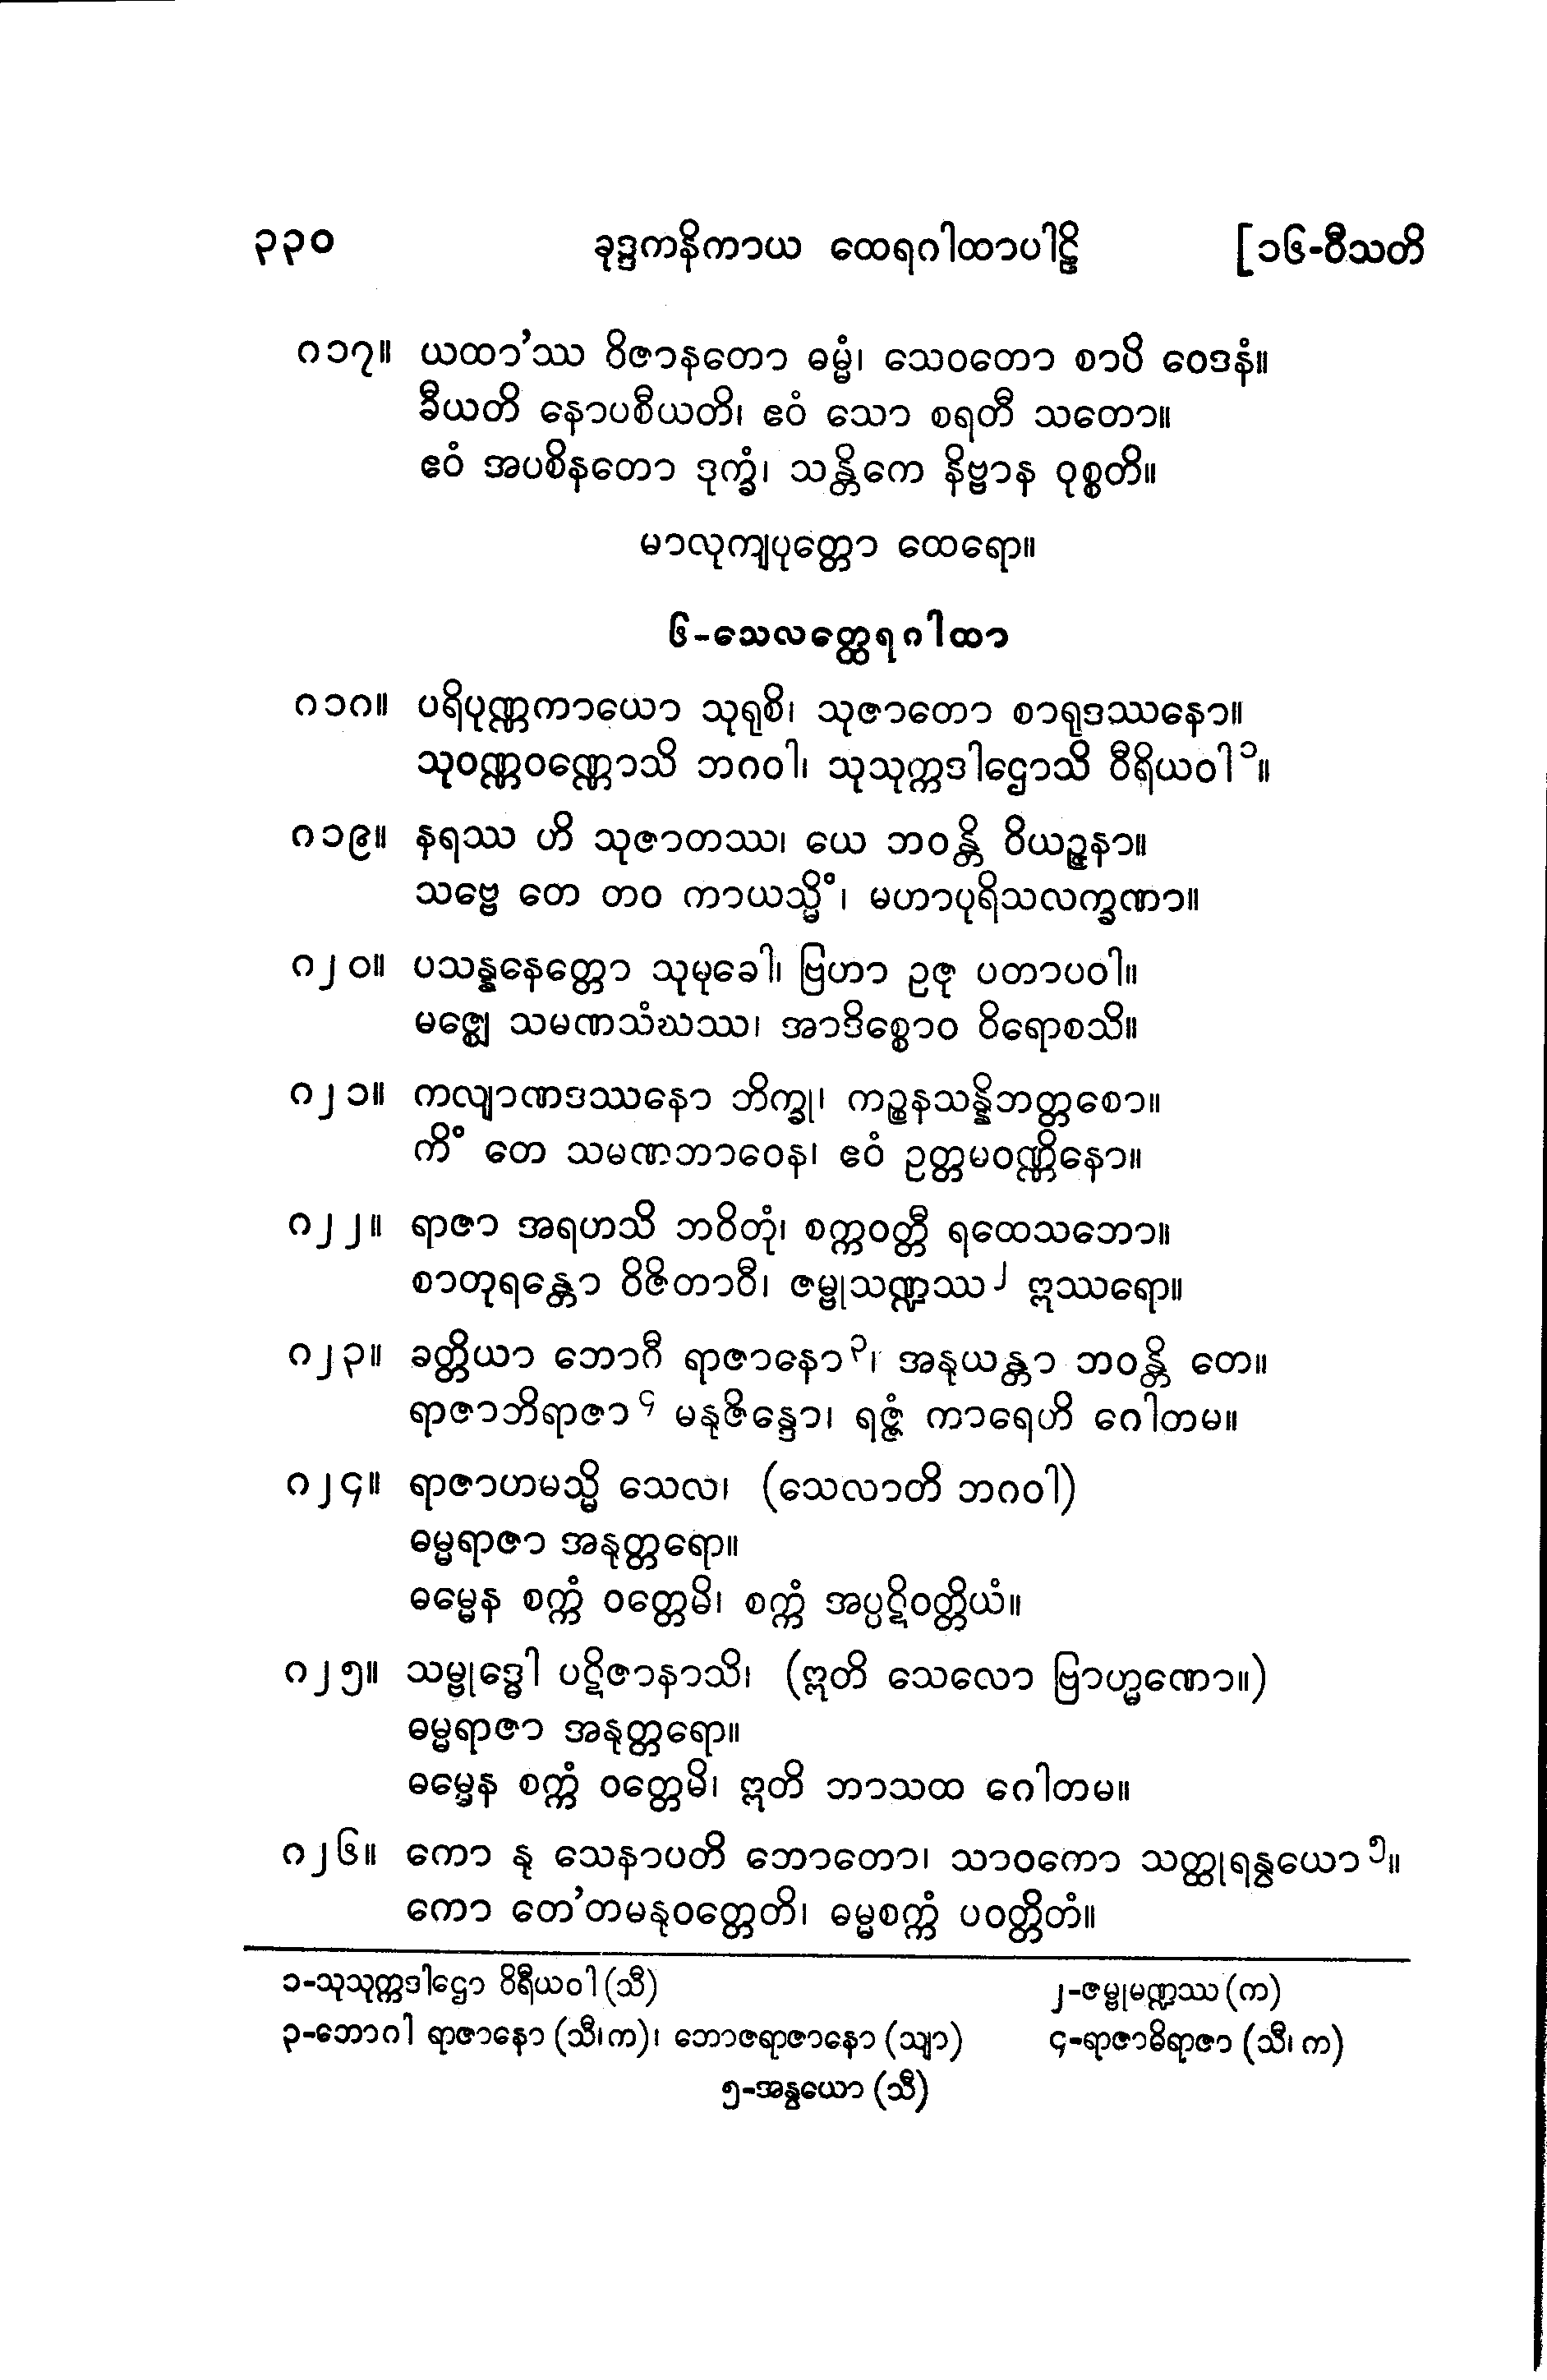 ၃၃၀ ခုဒ္ဒကနိကာယ ထေရဂါထာပါဠိ [၁၆-ဝီသတိ
၈၁၇။ ယထာ’ဿ ဝိဇာနတော ဓမ္မံ၊ သေဝတော စာပိ ဝေဒနံ။
ခီယတိ နောပစီယတိ၊ ဧဝံ သော စရတီ သတော။
ဧဝံ အပစိနတော ဒုက္ခံ၊ သန္တိကေ နိဗ္ဗာန ဝုစ္စတိ။
မာလုကျပုတ္တော ထေရော။
၆-သေလတ္ထေရဂါထာ
၈၁၈။ ပရိပုဏ္ဏကာယော သုရုစိ၊ သုဇာတော စာရုဒဿနော။
သုဝဏ္ဏဝဏ္ဏောသိ ဘဂဝါ၊ သုသုက္ကဒါဌောသိ ဝီရိယဝါ ၁။
၈၁၉။ နရဿ ဟိ သုဇာတဿ၊ ယေ ဘဝန္တိ ဝိယဉ္ဇနာ။
သဗ္ဗေ တေ တဝ ကာယသ္မိံ၊ မဟာပုရိသလက္ခဏာ။
၈၂၀။ ပသန္နနေတ္တော သုမုခေါ၊ ဗြဟာ ဥဇု ပတာပဝါ။
မဇ္ဈေ သမဏသံဃဿ၊ အာဒိစ္စောဝ ဝိရောစသိ။
၈၂၁။ ကလျာဏဒဿနော ဘိက္ခု၊ ကဉ္စနသန္နိဘတ္တစော။
ကိံ တေ သမဏဘာဝေန၊ ဧဝံ ဥတ္တမဝဏ္ဏိနော။
၈၂၂။ ရာဇာ အရဟသိ ဘဝိတုံ၊ စက္ကဝတ္တီ ရထေသဘော။
စာတုရန္တော ဝိဇိတာဝီ၊ ဇမ္ဗုသဏ္ဍဿ ၂ ဣဿရော။
၈၂၃။ ခတ္တိယာ ဘောဂီ ရာဇာနော ၃၊ အနုယန္တာ ဘဝန္တိ တေ။
ရာဇာဘိရာဇာ ၄ မနုဇိန္ဒော၊ ရဇ္ဇံ ကာရေဟိ ဂေါတမ။
၈၂၄။ ရာဇာဟမသ္မိ သေလ၊ (သေလာတိ ဘဂဝါ)
ဓမ္မရာဇာ အနုတ္တရော။
ဓမ္မေန စက္ကံ ဝတ္တေမိ၊ စက္ကံ အပ္ပဋိဝတ္တိယံ။
၈၂၅။ သမ္ဗုဒ္ဓေါ ပဋိဇာနာသိ၊ (ဣတိ သေလော ဗြာဟ္မဏော။)
ဓမ္မရာဇာ အနုတ္တရော။
ဓမ္မေန စက္ကံ ဝတ္တေမိ၊ ဣတိ ဘာသထ ဂေါတမ။
၈၂၆။ ကော နု သေနာပတိ ဘောတော၊ သာဝကော သတ္ထုရန္ဝယော ၅။
ကော တေ’တမနုဝတ္တေတိ၊ ဓမ္မစက္ကံ ပဝတ္တိတံ။
၁-သုသုက္ကဒါဌော ဝိရီယဝါ (သီ) ၂-ဇမ္ဗုမဏ္ဍဿ (က)
၃-ဘောဂါ ရာဇာနော (သီ၊ က)၊ ဘောဇရာဇာနော (သျာ) ၄-ရာဇာဓိရာဇာ (သီ၊ က)
၅-အန္ဝယော (သီ)